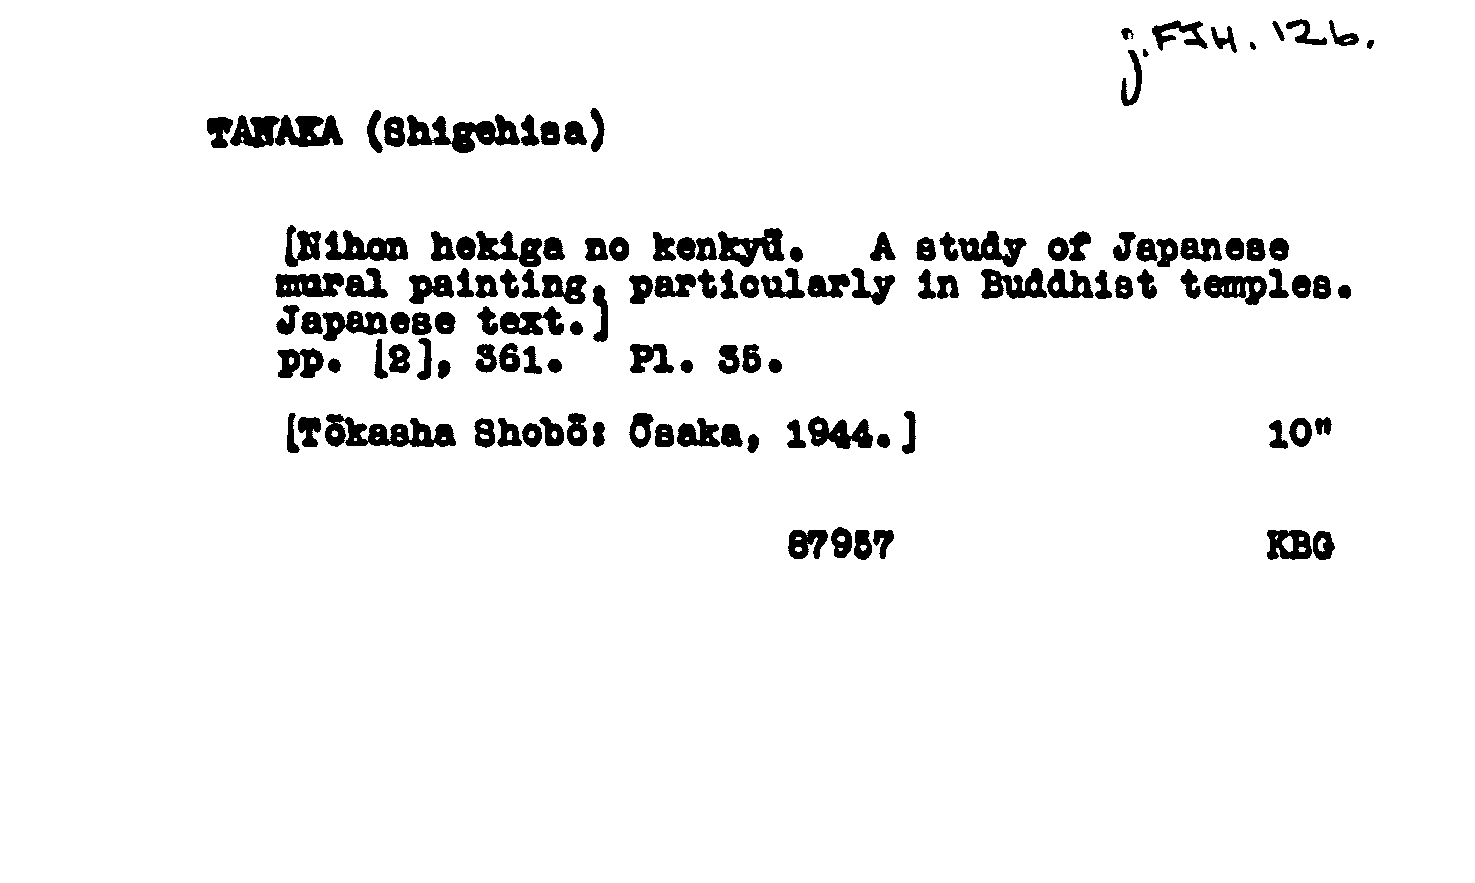 j.FJH.126.
TANAKA (Shigehisa)
[Nihon hekiga no kenkyū. A study of Japanese
mural painting, particularly in Buddhist temples.
Japanese text.]
pp. [2], 361. Pl. 35.
[Tōkasha Shobō: Ōsaka, 1944.] 10"
87957 KBG